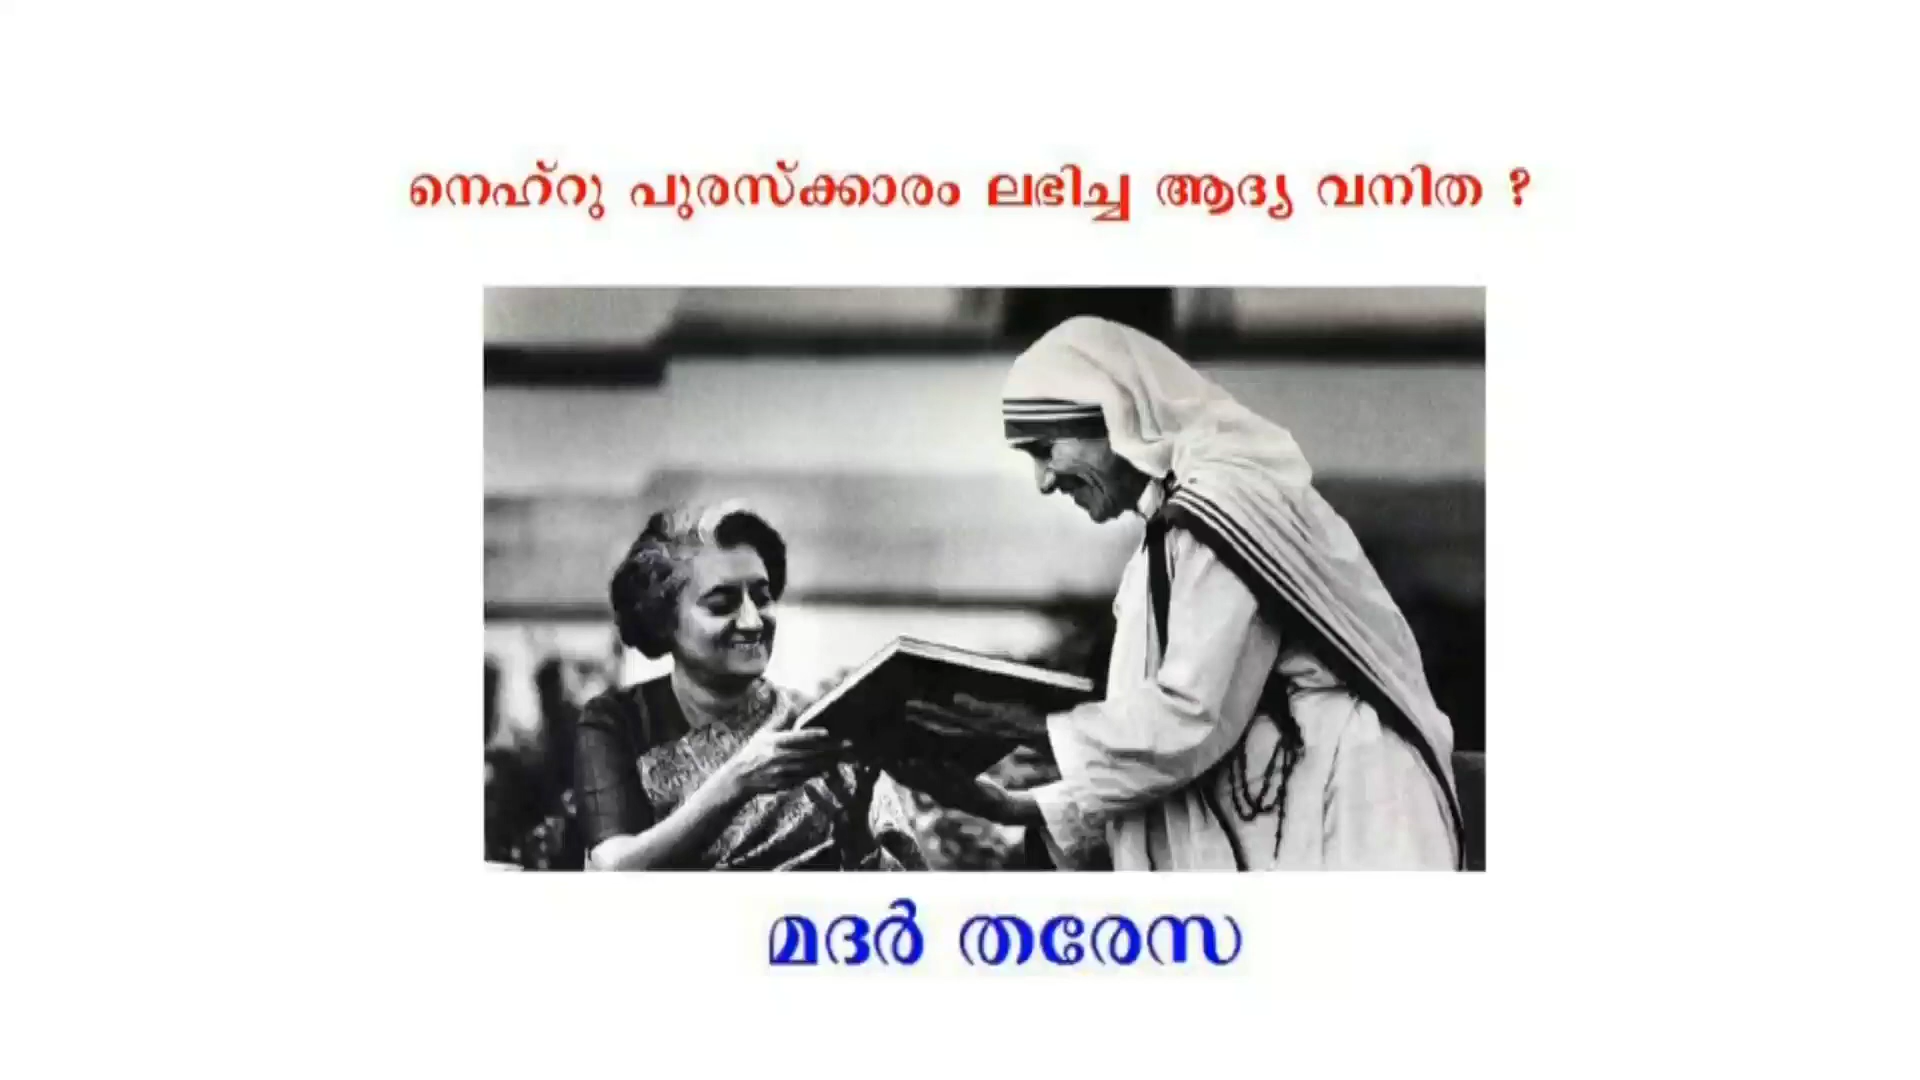 നെഹ്റു പുരസ്ക്കാരം ലഭിച്ച ആദ്യ വനിത ?
മദർ തരേസ